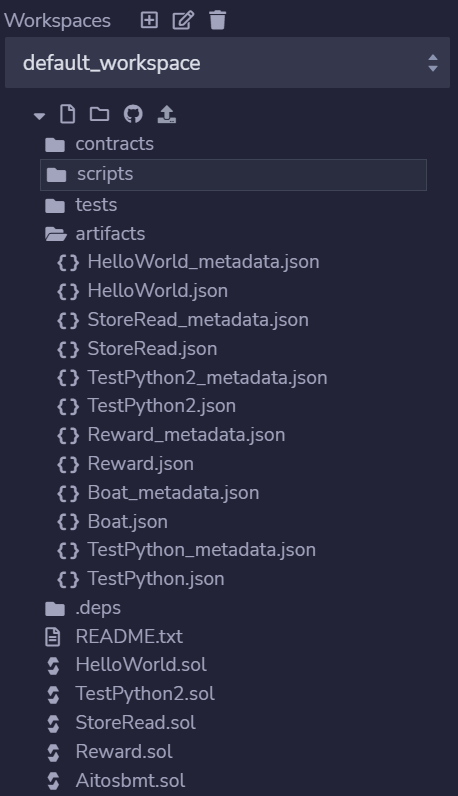 Workspaces
default_workspace
contracts
scripts
tests
artifacts
HelloWorld_metadata.json
HelloWorld.json
StoreRead_metadata.json
StoreRead.json
TestPython2_metadata.json
TestPython2.json
Reward_metadata.json
Reward.json
Boat_metadata.json
Boat.json
TestPython_metadata.json
TestPython.json
.deps
README.txt
HelloWorld.sol
TestPython2.sol
StoreRead.sol
Reward.sol
Aitosbmt.sol